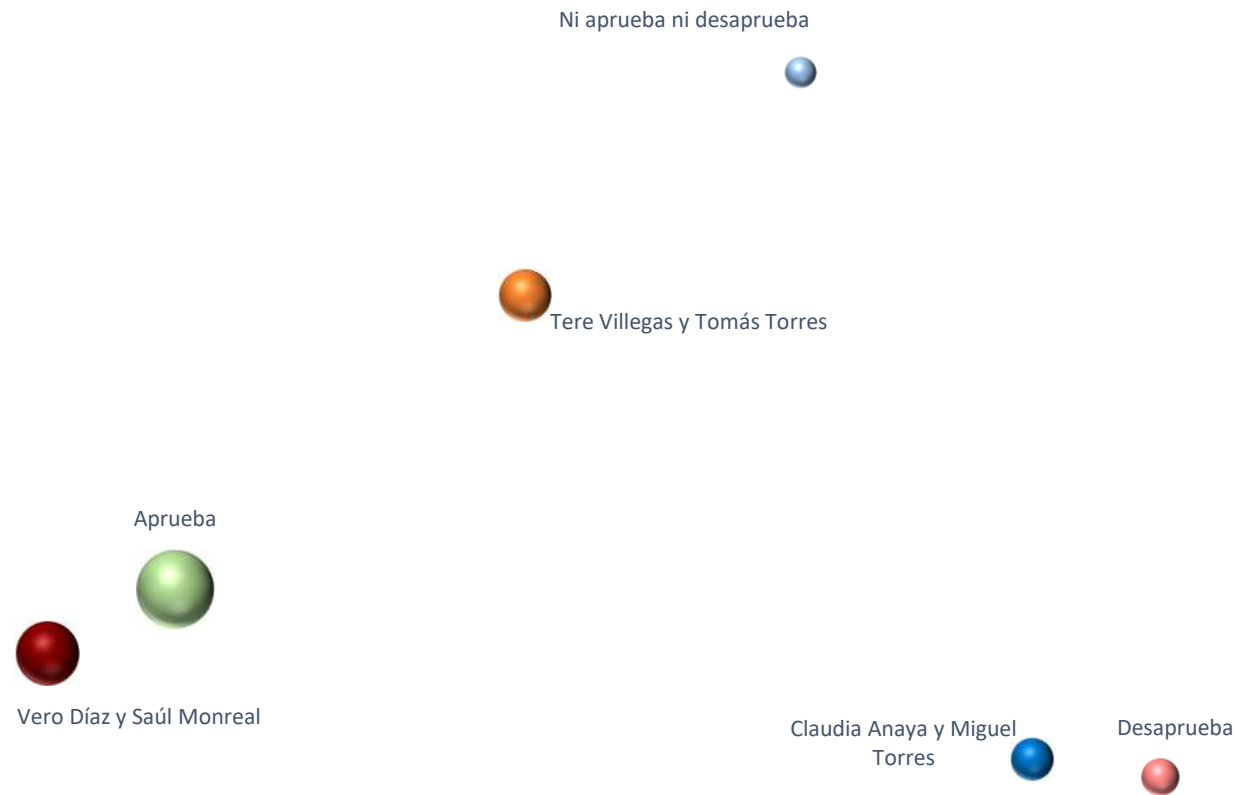 Ni aprueba ni desaprueba
Tere Villegas y Tomás Torres
Aprueba
Vero Díaz y Saúl Monreal
Claudia Anaya y Miguel
Torres
Desaprueba